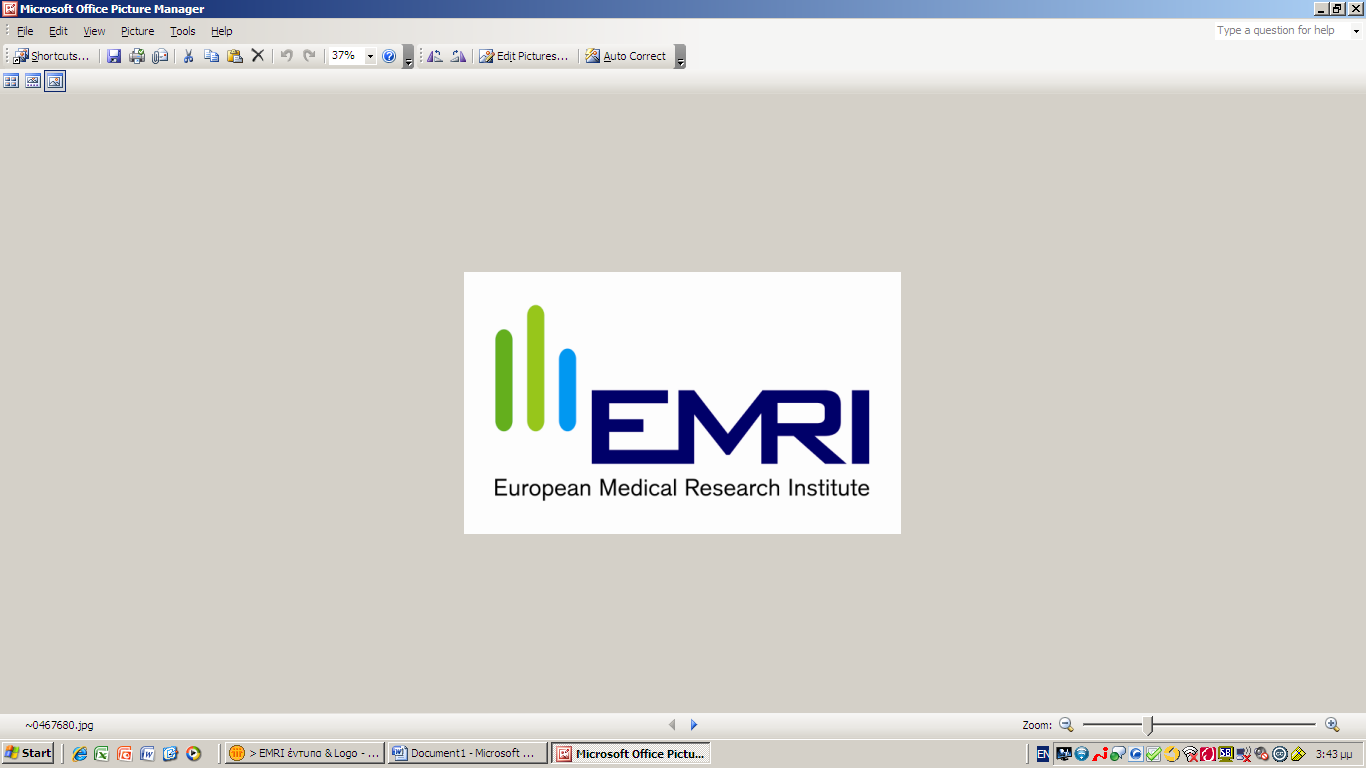 Microsoft Office Picture Manager
File Edit View Picture Tools Help
Type a question for help
Shortcuts... 37% Edit Pictures... Auto Correct
EMRI
European Medical Research Institute
~0467680.jpg
Zoom:
Start
> EMRI έντυπα & Logo - ...
Document1 - Microsoft ...
Microsoft Office Pictu...
EN
SBI
3:43 μμ